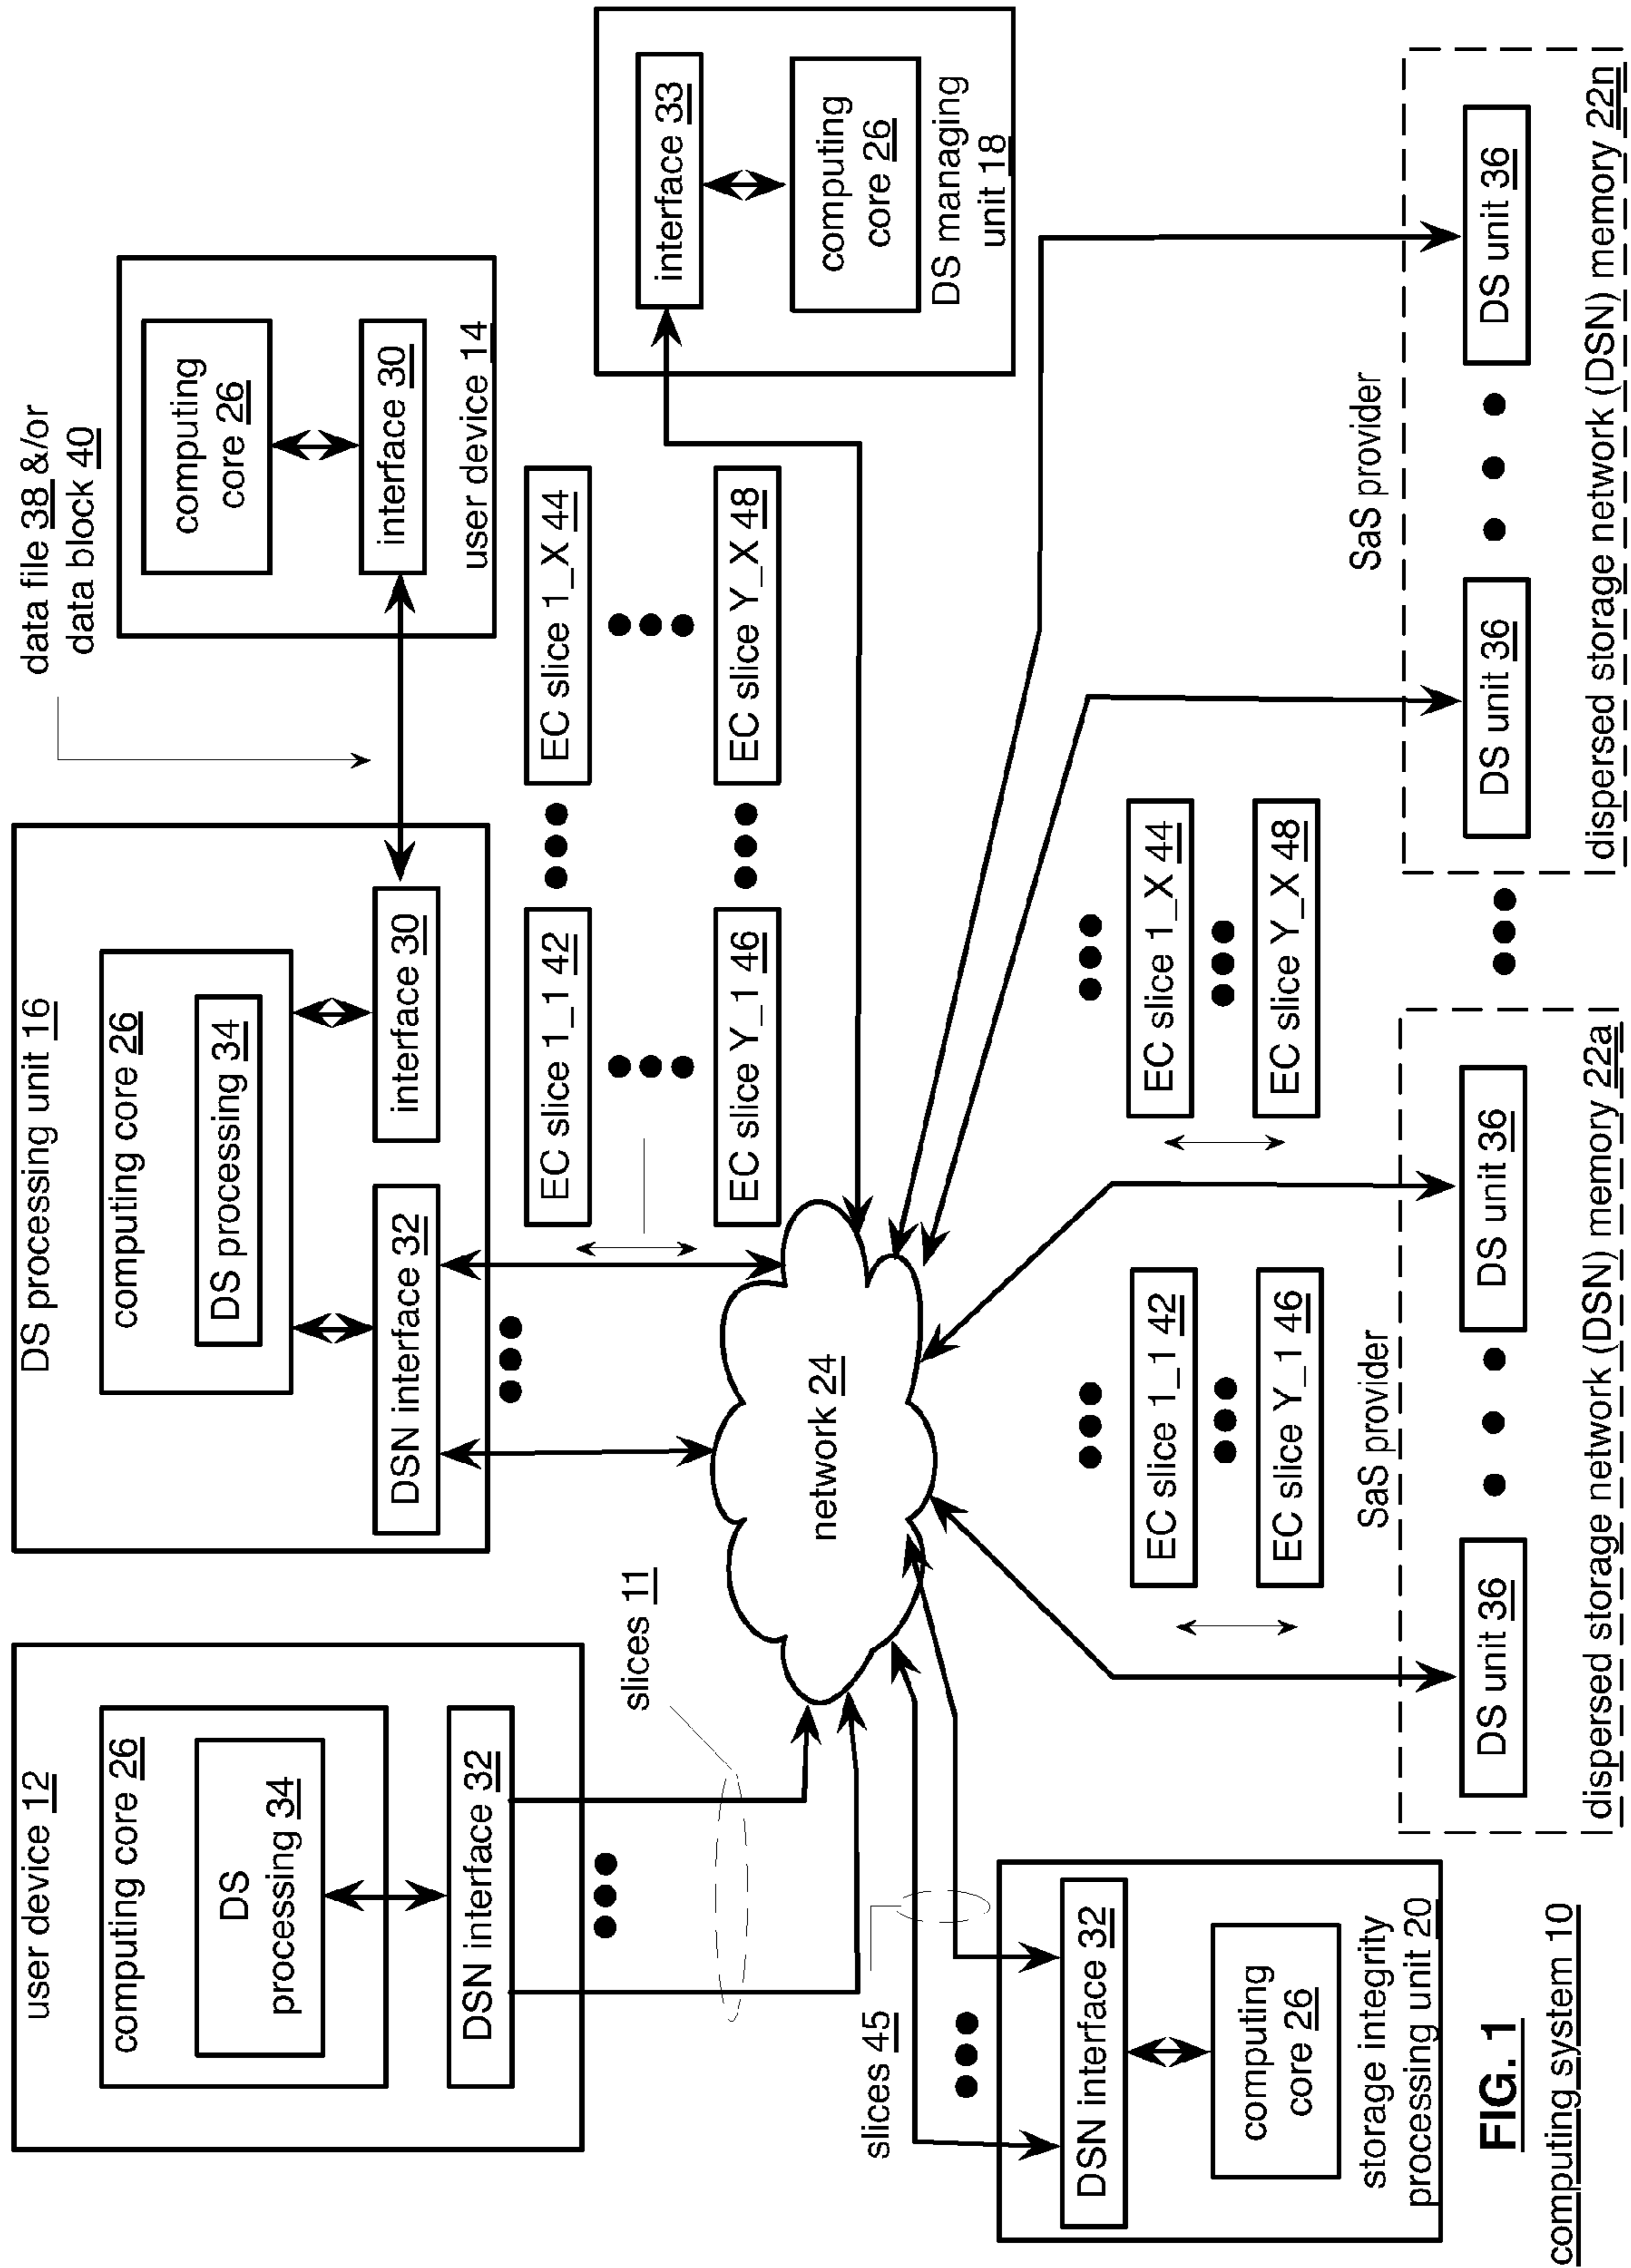 user device 12
computing core 26
DS
processing 34
DSN interface 32
DS processing unit 16
computing core 26
DS processing 34
DSN interface 32
interface 30
data file 38 &/or
data block 40
computing
core 26
interface 30
user device 14
slices 11
EC slice 1_1 42
EC slice 1_X 44
EC slice Y_1 46
EC slice Y_X 48
interface 33
computing
core 26
DS managing
unit 18
network 24
slices 45
DSN interface 32
computing
core 26
storage integrity
processing unit 20
EC slice 1_1 42
EC slice Y_1 46
EC slice 1_X 44
EC slice Y_X 48
SaS provider
DS unit 36
DS unit 36
dispersed storage network (DSN) memory 22a
SaS provider
DS unit 36
DS unit 36
dispersed storage network (DSN) memory 22n
FIG. 1
computing system 10